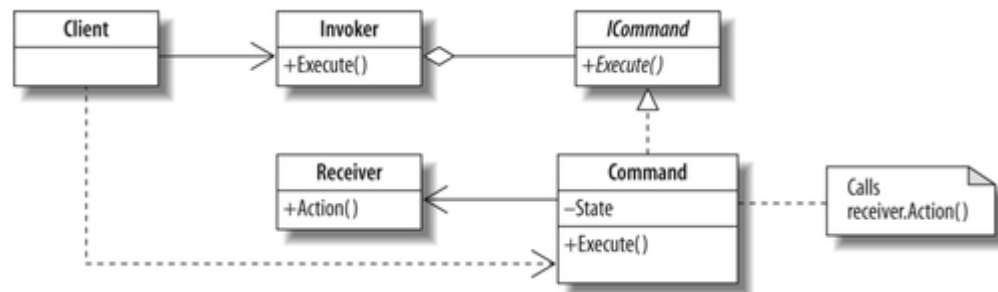 Client
Invoker
+Execute()
ICommand
+Execute()
Receiver
+Action()
Command
–State
+Execute()
Calls
receiver.Action()